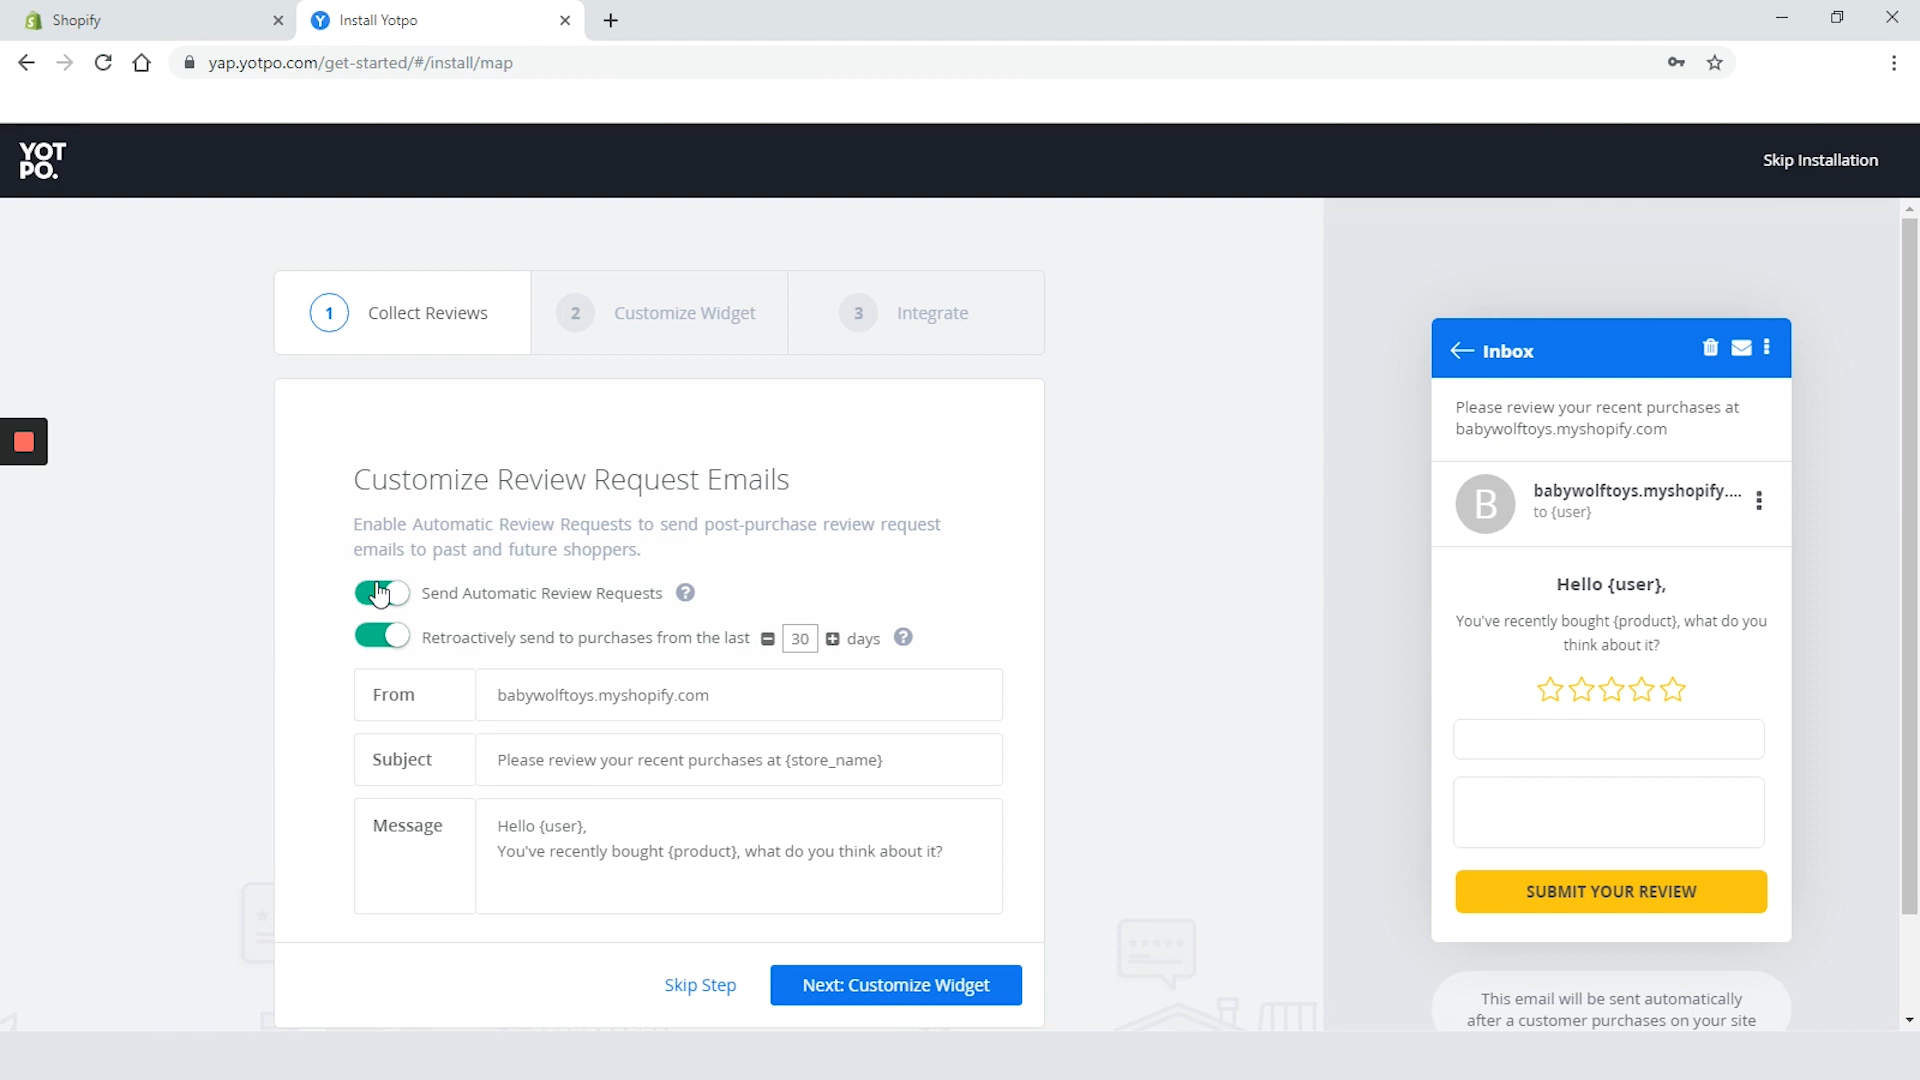 Shopify
Install Yotpo
yap.yotpo.com/get-started/#/install/map
YOT
PO.
Skip Installation
1 Collect Reviews
2 Customize Widget
3 Integrate
Customize Review Request Emails
Enable Automatic Review Requests to send post-purchase review request
emails to past and future shoppers.
Send Automatic Review Requests ?
Retroactively send to purchases from the last 30 days ?
From babywolftoys.myshopify.com
Subject Please review your recent purchases at {store_name}
Message Hello {user},
You've recently bought {product}, what do you think about it?
Skip Step
Next: Customize Widget
Inbox
Please review your recent purchases at
babywolftoys.myshopify.com
B
babywolftoys.myshopify....
to {user}
Hello {user},
You've recently bought {product}, what do you
think about it?
SUBMIT YOUR REVIEW
This email will be sent automatically
after a customer purchases on your site